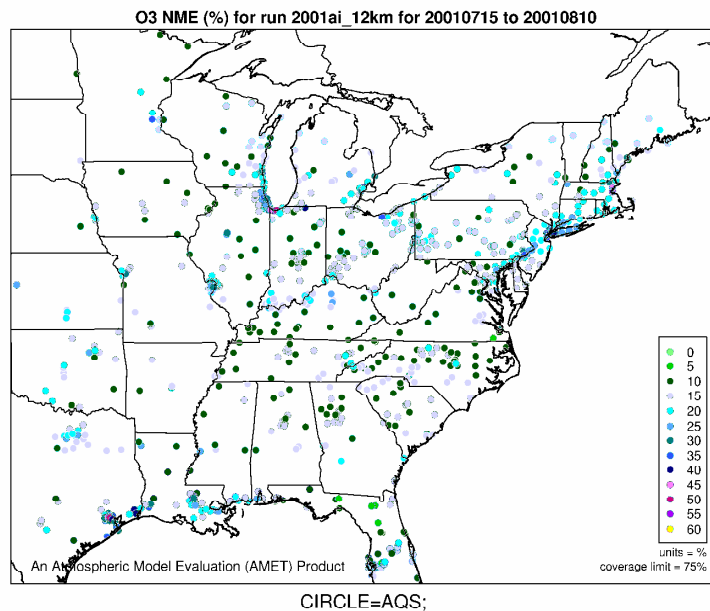 O3 NME (%) for run 2001ai_12km for 20010715 to 20010810
0
5
10
15
20
25
30
35
40
45
50
55
60
units = %
coverage limit = 75%
An Atmospheric Model Evaluation (AMET) Product
CIRCLE=AQS;